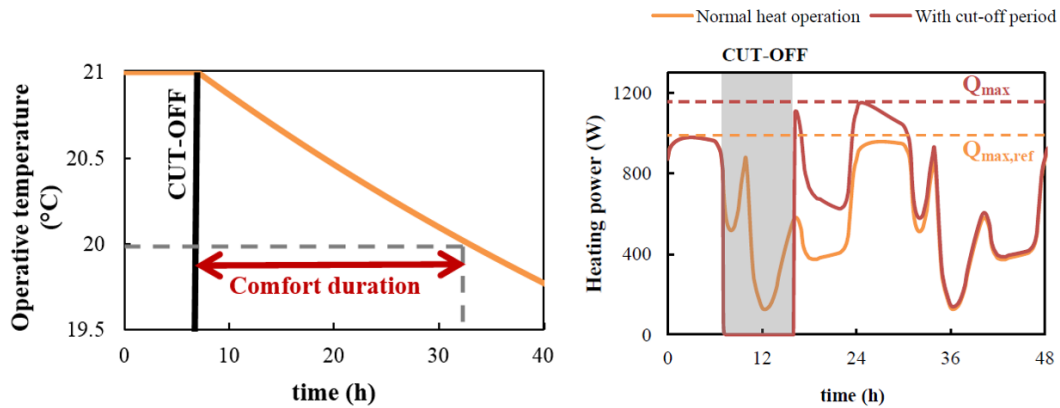 Operative temperature
(°C)
21
20.5
20
19.5
CUT-OFF
Comfort duration
0
10
20
30
40
time (h)
Normal heat operation
With cut-off period
CUT-OFF
Heating power
(W)
1200
800
400
0
Qmax
Qmax,ref
0
12
24
36
48
time (h)